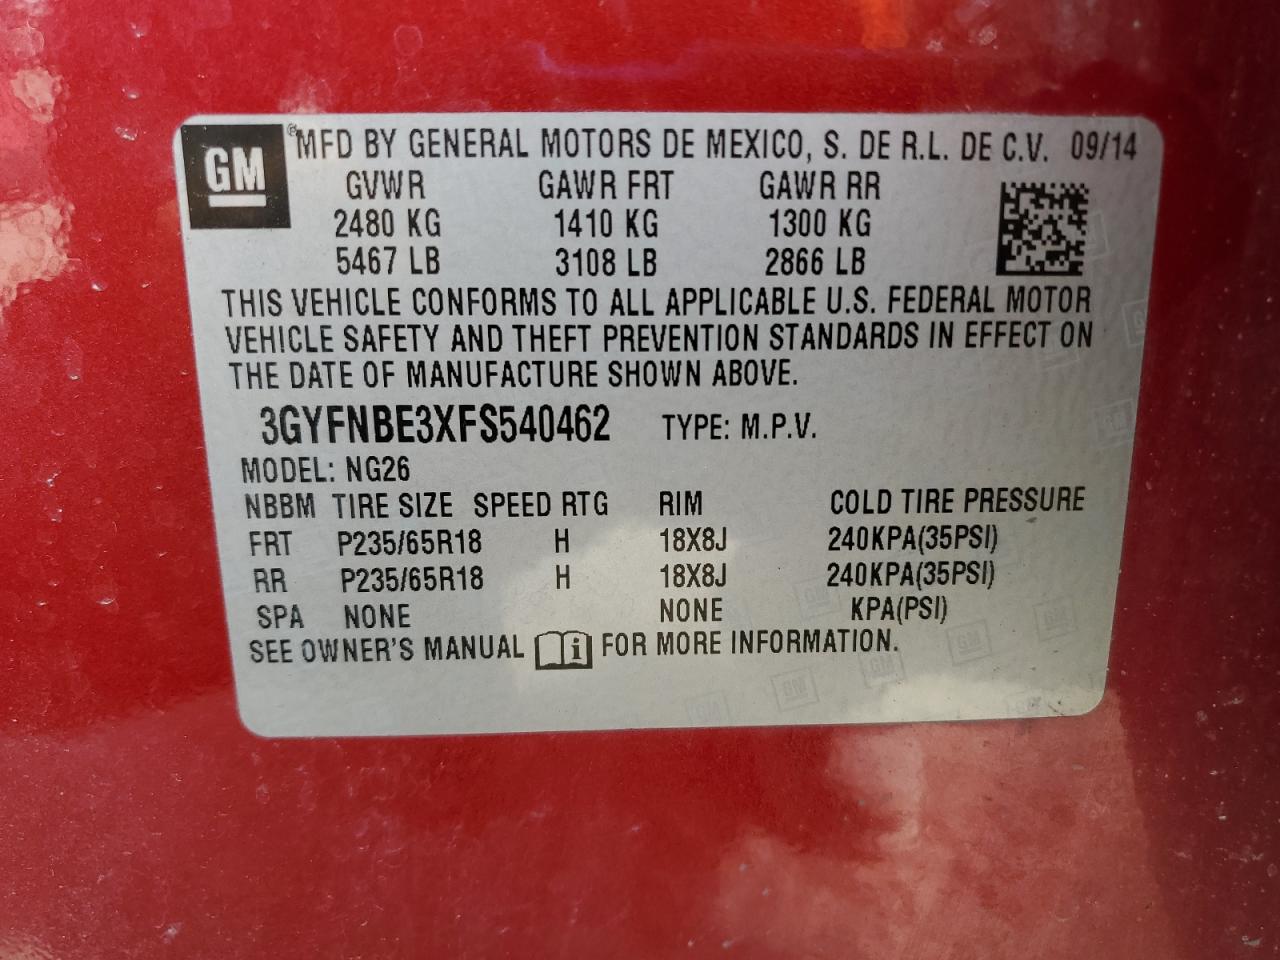 GM ® MFD BY GENERAL MOTORS DE MEXICO, S. DE R.L. DE C.V. 09/14
GVWR GAWR FRT GAWR RR
2480 KG 1410 KG 1300 KG
5467 LB 3108 LB 2866 LB
THIS VEHICLE CONFORMS TO ALL APPLICABLE U.S. FEDERAL MOTOR
VEHICLE SAFETY AND THEFT PREVENTION STANDARDS IN EFFECT ON
THE DATE OF MANUFACTURE SHOWN ABOVE.
3GYFNBE3XFS540462 TYPE: M.P.V.
MODEL: NG26
NBBM TIRE SIZE SPEED RTG RIM COLD TIRE PRESSURE
FRT P235/65R18 H 18X8J 240KPA(35PSI)
RR P235/65R18 H 18X8J 240KPA(35PSI)
SPA NONE NONE KPA(PSI)
SEE OWNER'S MANUAL i FOR MORE INFORMATION.